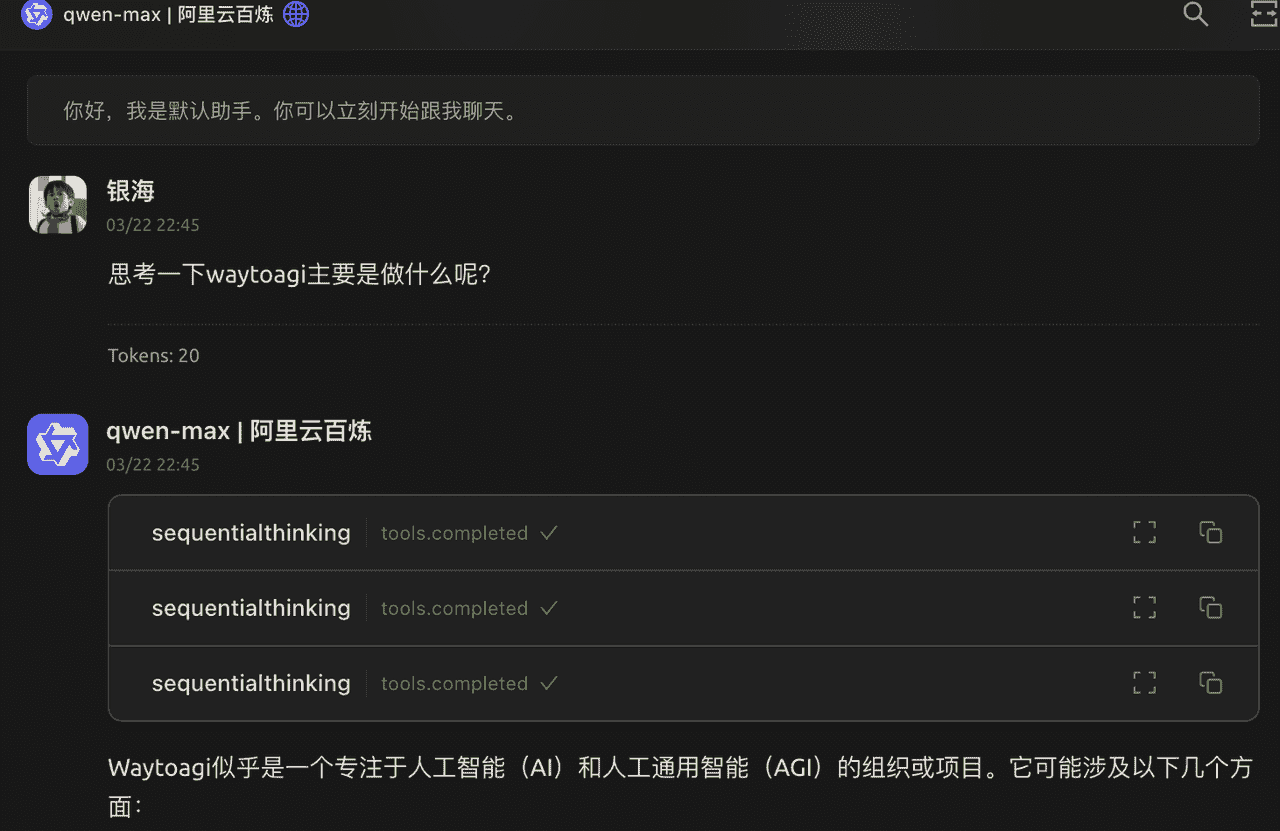 qwen-max | 阿里云百炼
你好，我是默认助手。你可以立刻开始跟我聊天。
银海
03/22 22:45
思考一下waytoagi主要是做什么呢？
Tokens: 20
qwen-max | 阿里云百炼
03/22 22:45
sequentialthinking tools.completed
sequentialthinking tools.completed
sequentialthinking tools.completed
Waytoagi似乎是一个专注于人工智能（AI）和人工通用智能（AGI）的组织或项目。它可能涉及以下几个方
面：